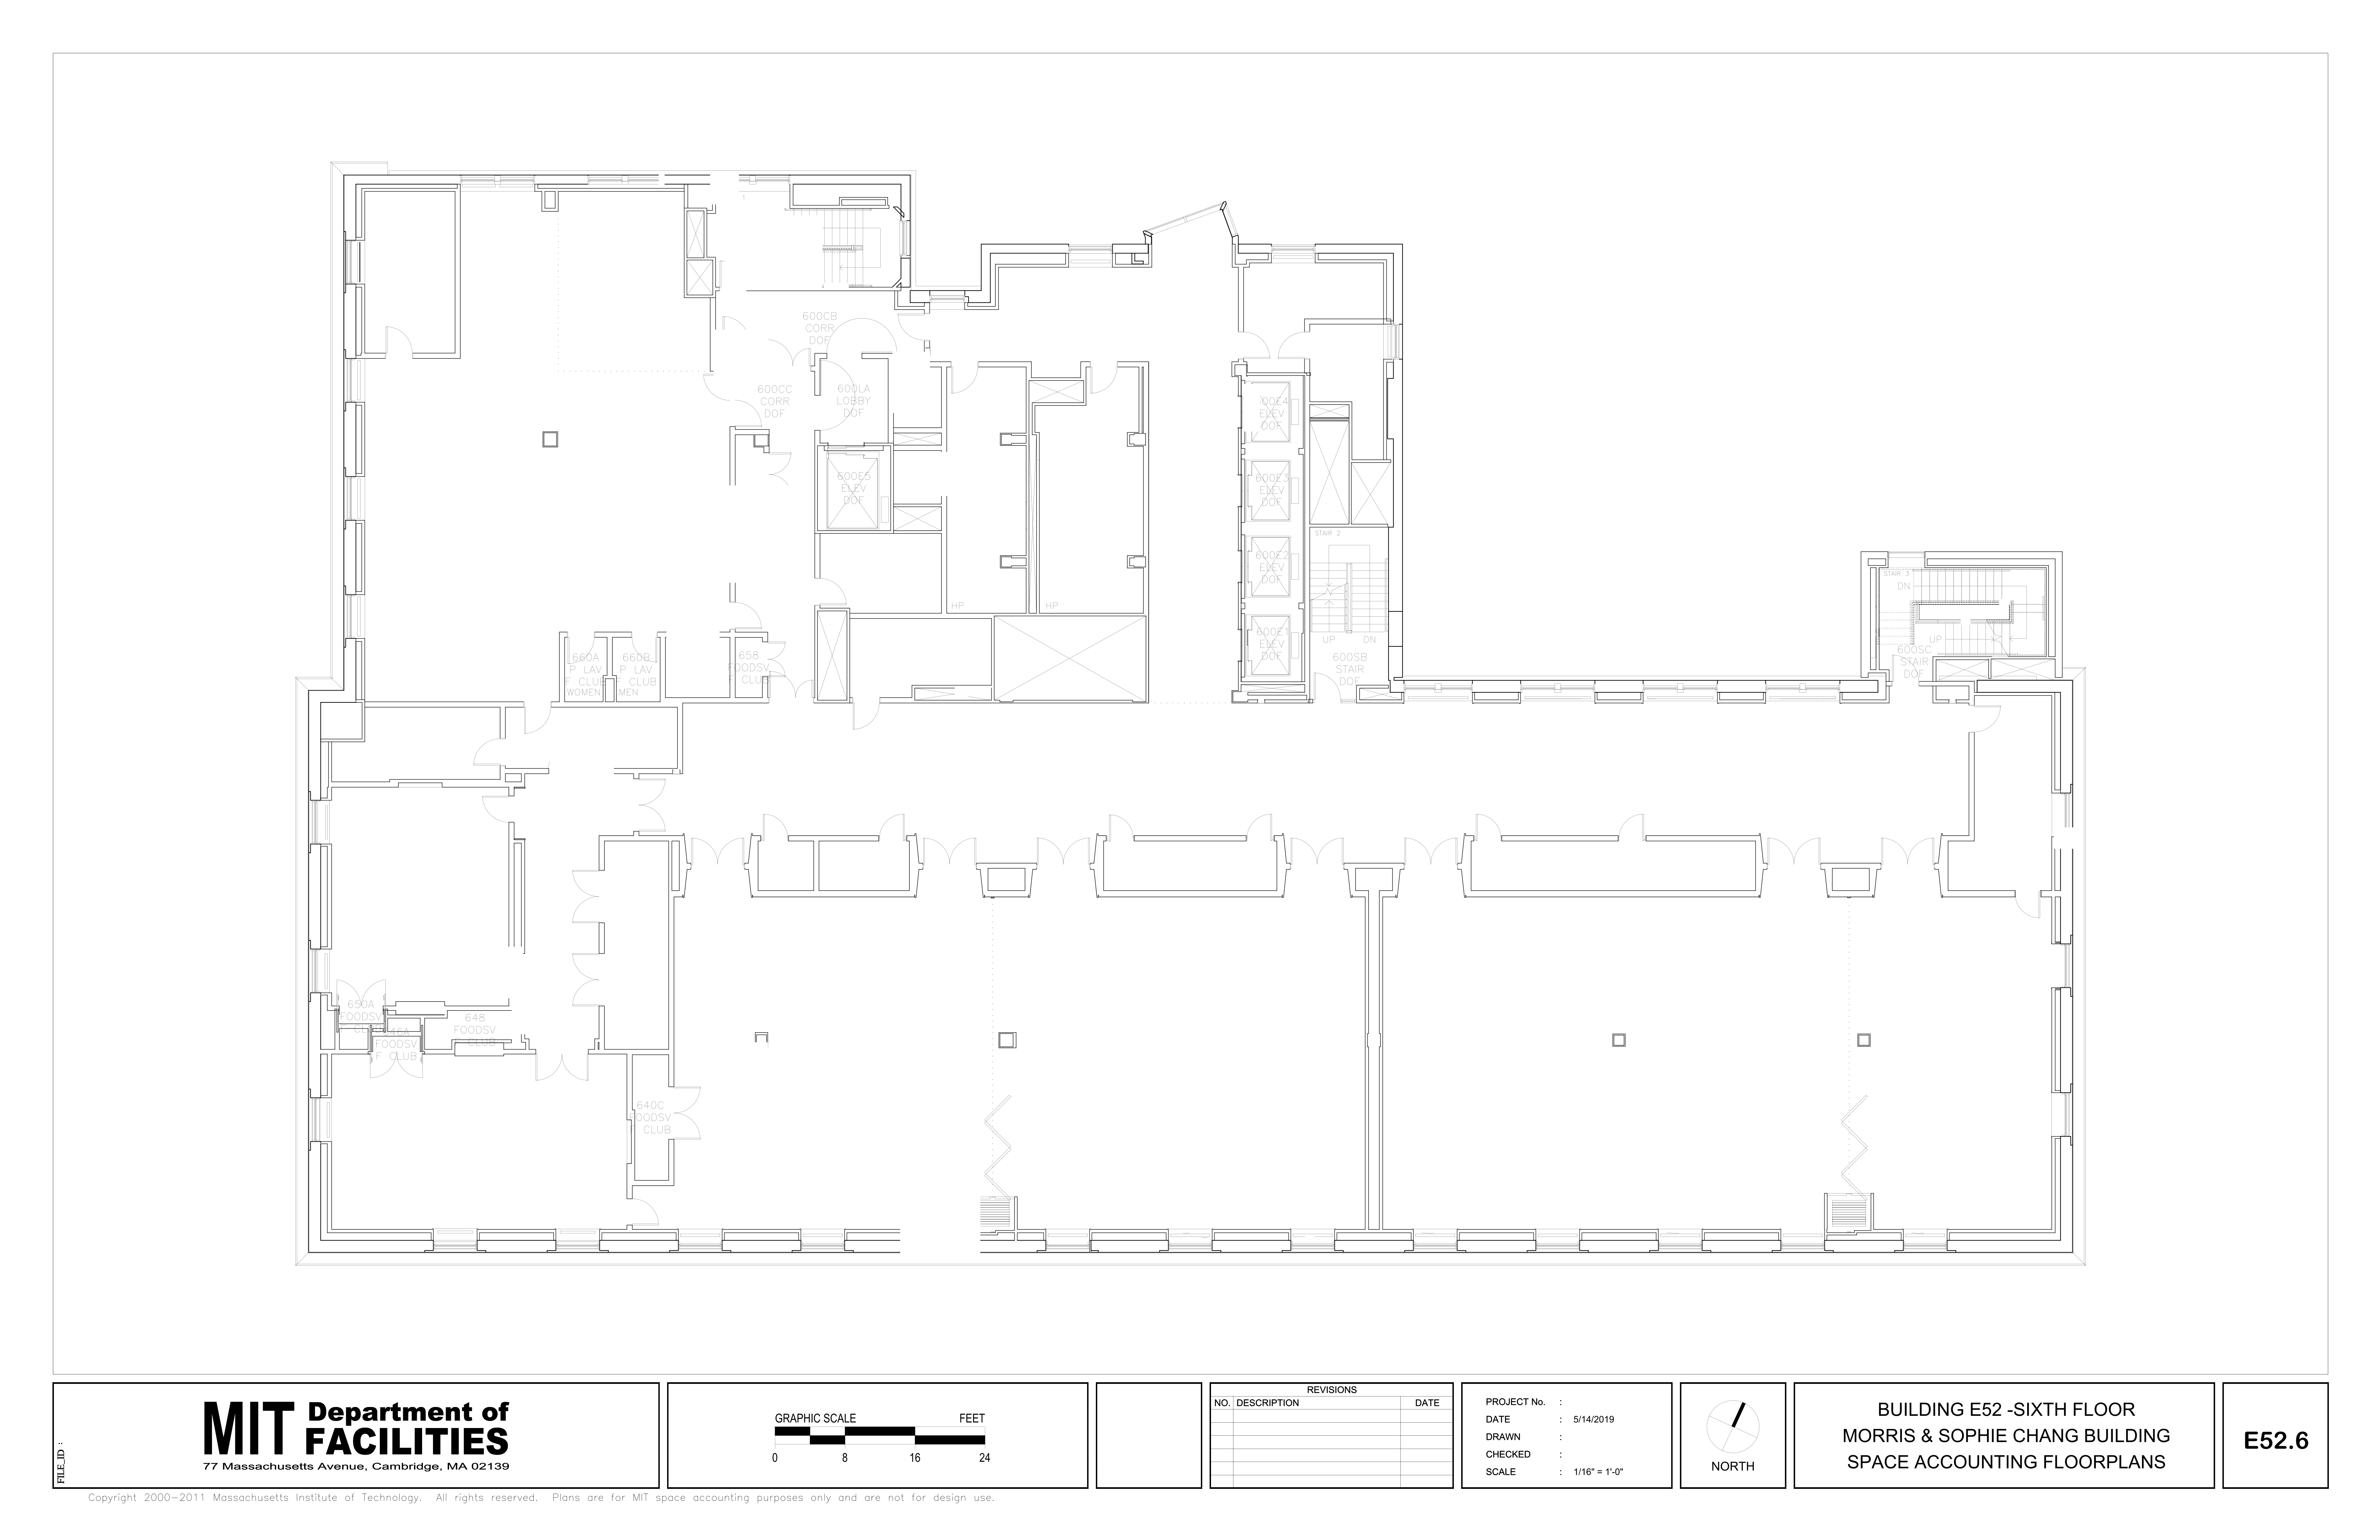 1
600CB
CORR
DOF
600CC
CORR
DOF
600LA
LOBBY
DOF
00E4
ELEV
DOF
600E5
ELEV
DOF
600E3
ELEV
DOF
STAIR 2
600E2
ELEV
DOF
HP
HP
600E1
ELEV
DOF
UP DN
600SB
STAIR
DOF
STAIR 3
DN
UP
600SC
STAIR
DOF
660A
P LAV
F CLUB
WOMEN
660B
P LAV
F CLUB
MEN
658
FOODSV
F CLUB
650A
FOODSV
648
FOODSV
F CLUB
46A
FOODSV
F CLUB
640C
FOODSV
F CLUB
FILE_ID :
MIT Department of
FACILITIES
77 Massachusetts Avenue, Cambridge, MA 02139
GRAPHIC SCALE FEET
0 8 16 24
REVISIONS
NO. DESCRIPTION DATE
PROJECT No. :
DATE : 5/14/2019
DRAWN :
CHECKED :
SCALE : 1/16" = 1'-0"
NORTH
BUILDING E52 -SIXTH FLOOR
MORRIS & SOPHIE CHANG BUILDING
SPACE ACCOUNTING FLOORPLANS
E52.6
Copyright 2000-2011 Massachusetts Institute of Technology. All rights reserved. Plans are for MIT space accounting purposes only and are not for design use.